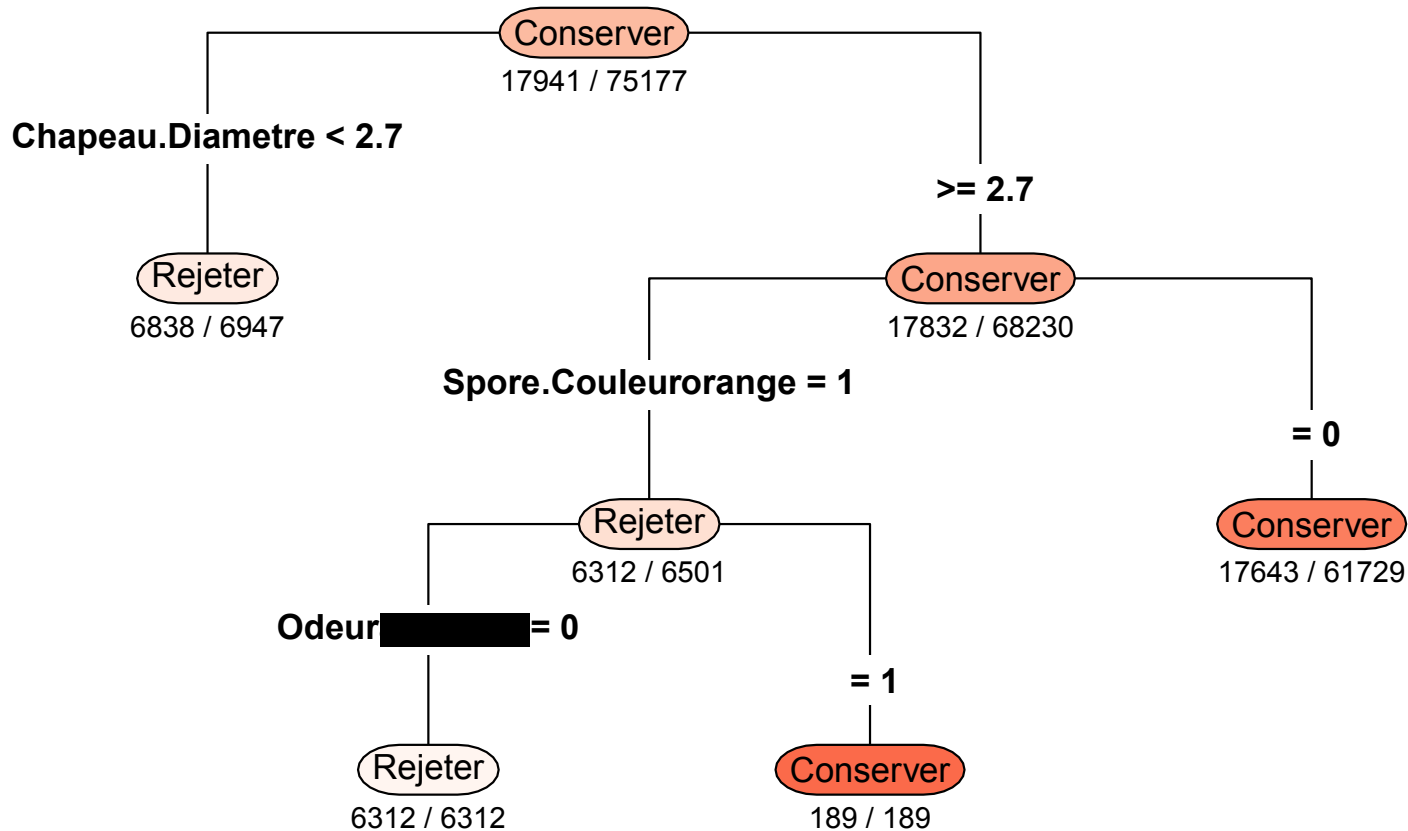 Conserver
17941 / 75177
Chapeau.Diametre < 2.7
>= 2.7
Rejeter
6838 / 6947
Conserver
17832 / 68230
Spore.Couleurorange = 1
= 0
Rejeter
6312 / 6501
Conserver
17643 / 61729
Odeur = 0
= 1
Rejeter
6312 / 6312
Conserver
189 / 189